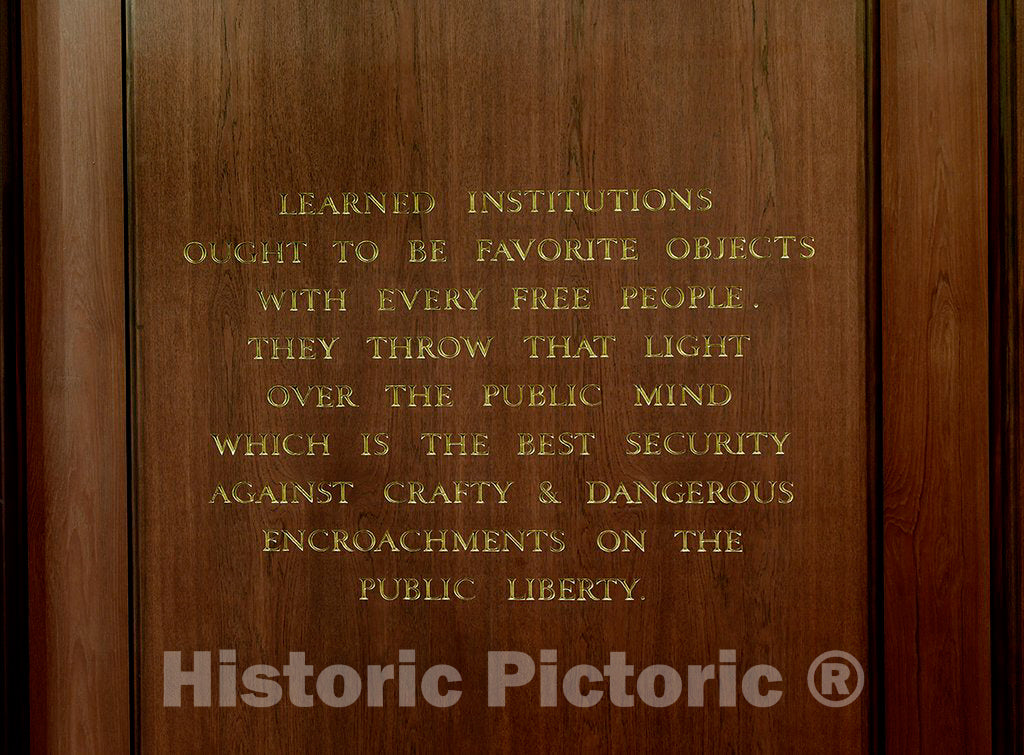 LEARNED INSTITUTIONS
OUGHT TO BE FAVORITE OBJECTS
WITH EVERY FREE PEOPLE.
THEY THROW THAT LIGHT
OVER THE PUBLIC MIND
WHICH IS THE BEST SECURITY
AGAINST CRAFTY & DANGEROUS
ENCROACHMENTS ON THE
PUBLIC LIBERTY.
Historic Pictoric ®